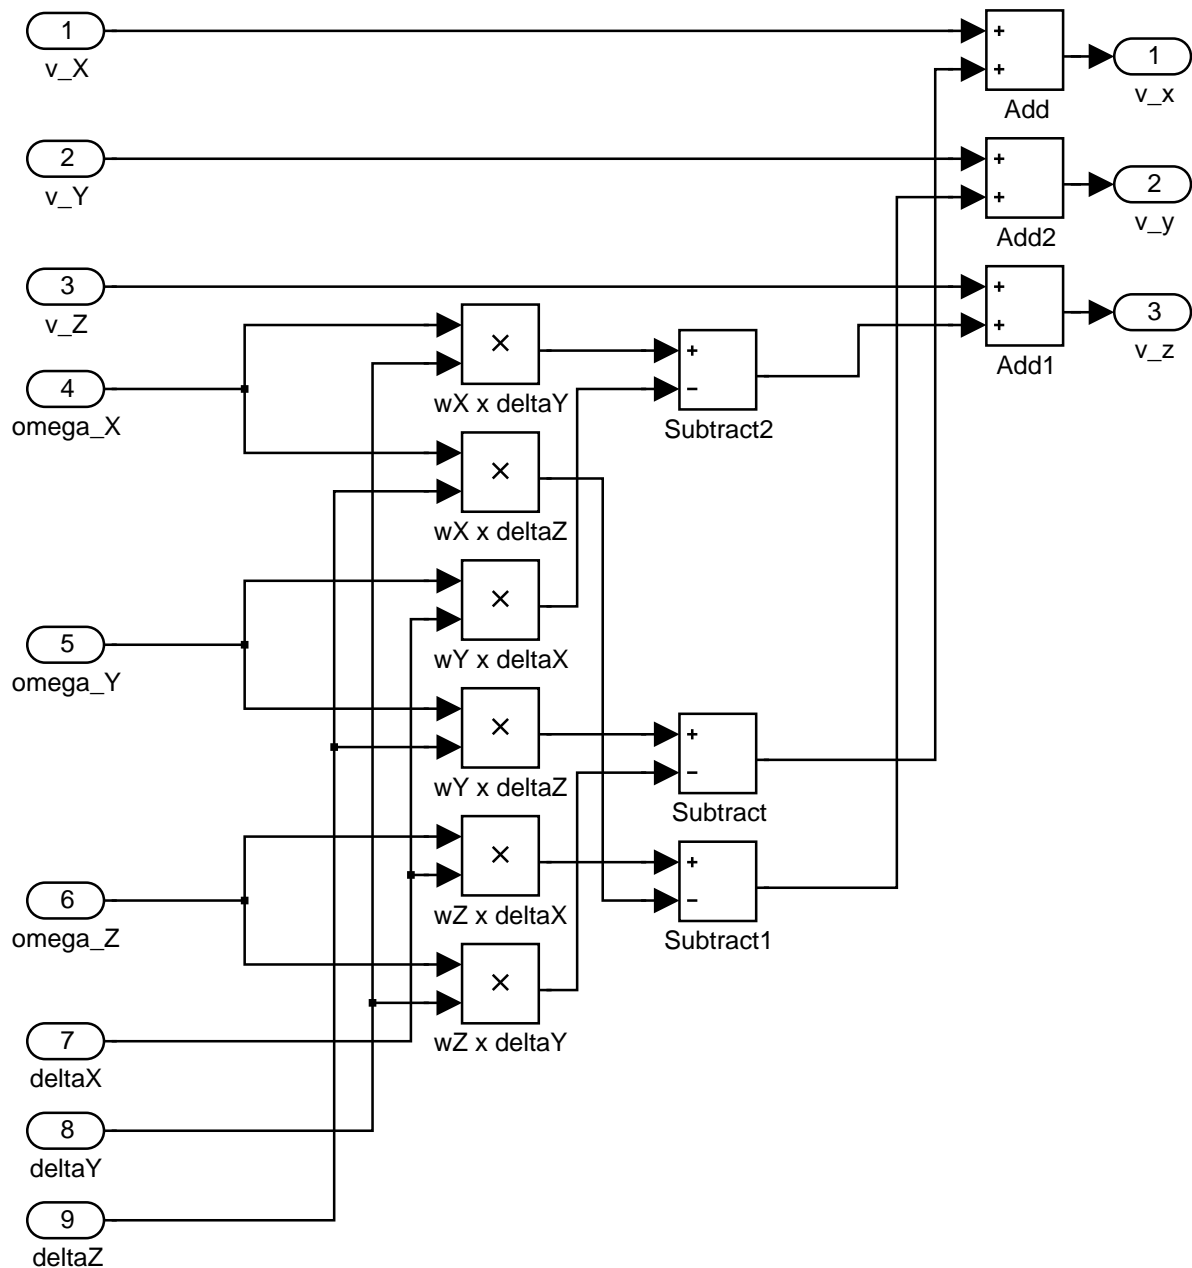 1
v_X
+
+
Add
1
v_x
2
v_Y
+
+
Add2
2
v_y
3
v_Z
+
+
Add1
3
v_z
4
omega_X
×
wX x deltaY
+
−
Subtract2
×
wX x deltaZ
×
wY x deltaX
5
omega_Y
×
wY x deltaZ
+
−
Subtract
×
wZ x deltaX
+
−
Subtract1
6
omega_Z
×
wZ x deltaY
7
deltaX
8
deltaY
9
deltaZ